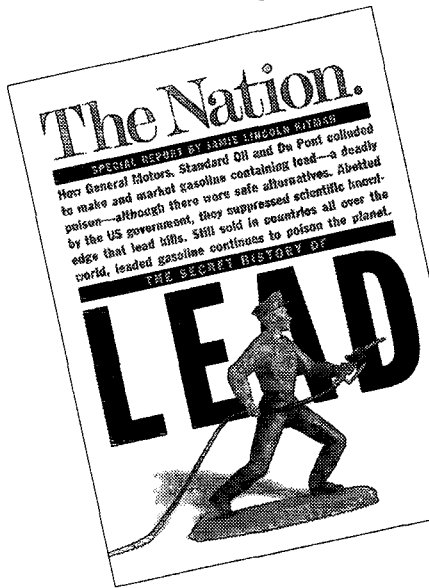 The Nation.
SPECIAL REPORT BY JAMIE LINCOLN KITMAN
How General Motors, Standard Oil and Du Pont colluded
to make and market gasoline containing lead—a deadly
poison—although there were safe alternatives. Abetted
by the US government, they suppressed scientific knowl-
edge that lead kills. Still sold in countries all over the
world, leaded gasoline continues to poison the planet.
THE SECRET HISTORY OF
LEAD